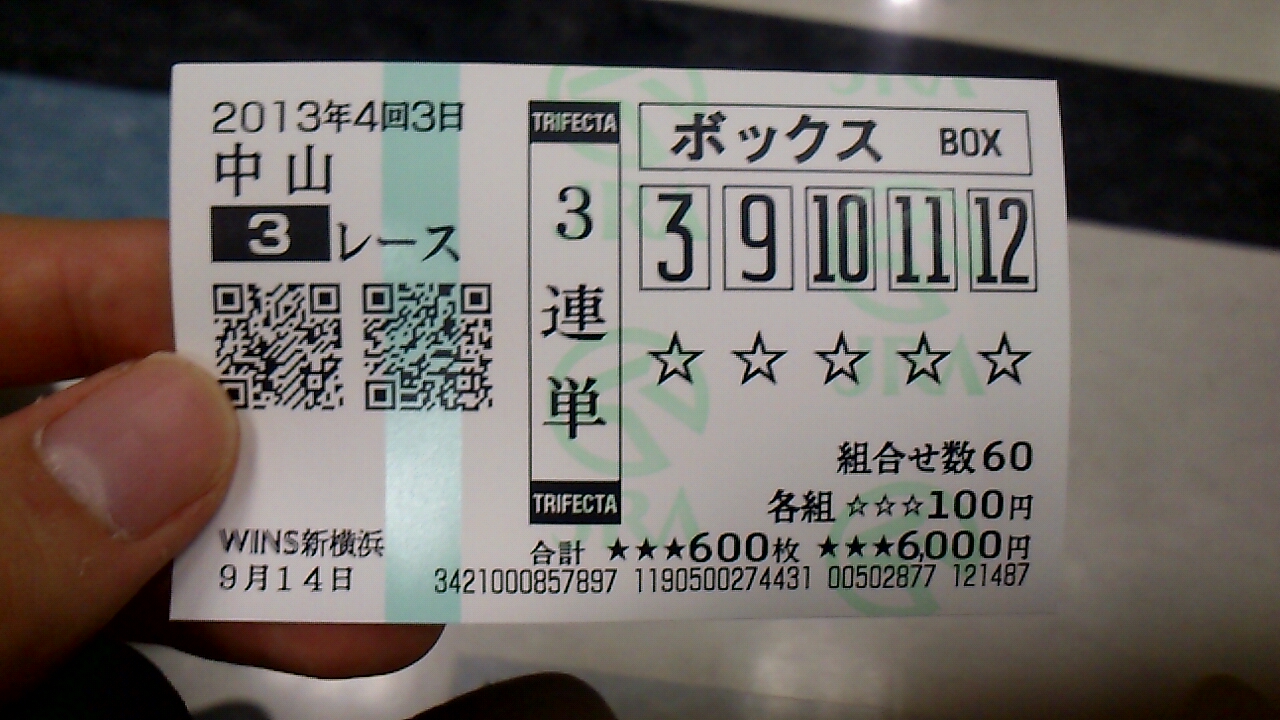 2013年4回3日
中山
3レース
WINS新横浜
9月14日
TRIFECTA
3連単
TRIFECTA
ボックス BOX
3 9 10 11 12
☆ ☆ ☆ ☆ ☆
組合せ数60
各組 ☆☆☆100円
合計 ★★★600枚 ★★★6,000円
3421000857897 1190500274431 00502877 121487
JRA